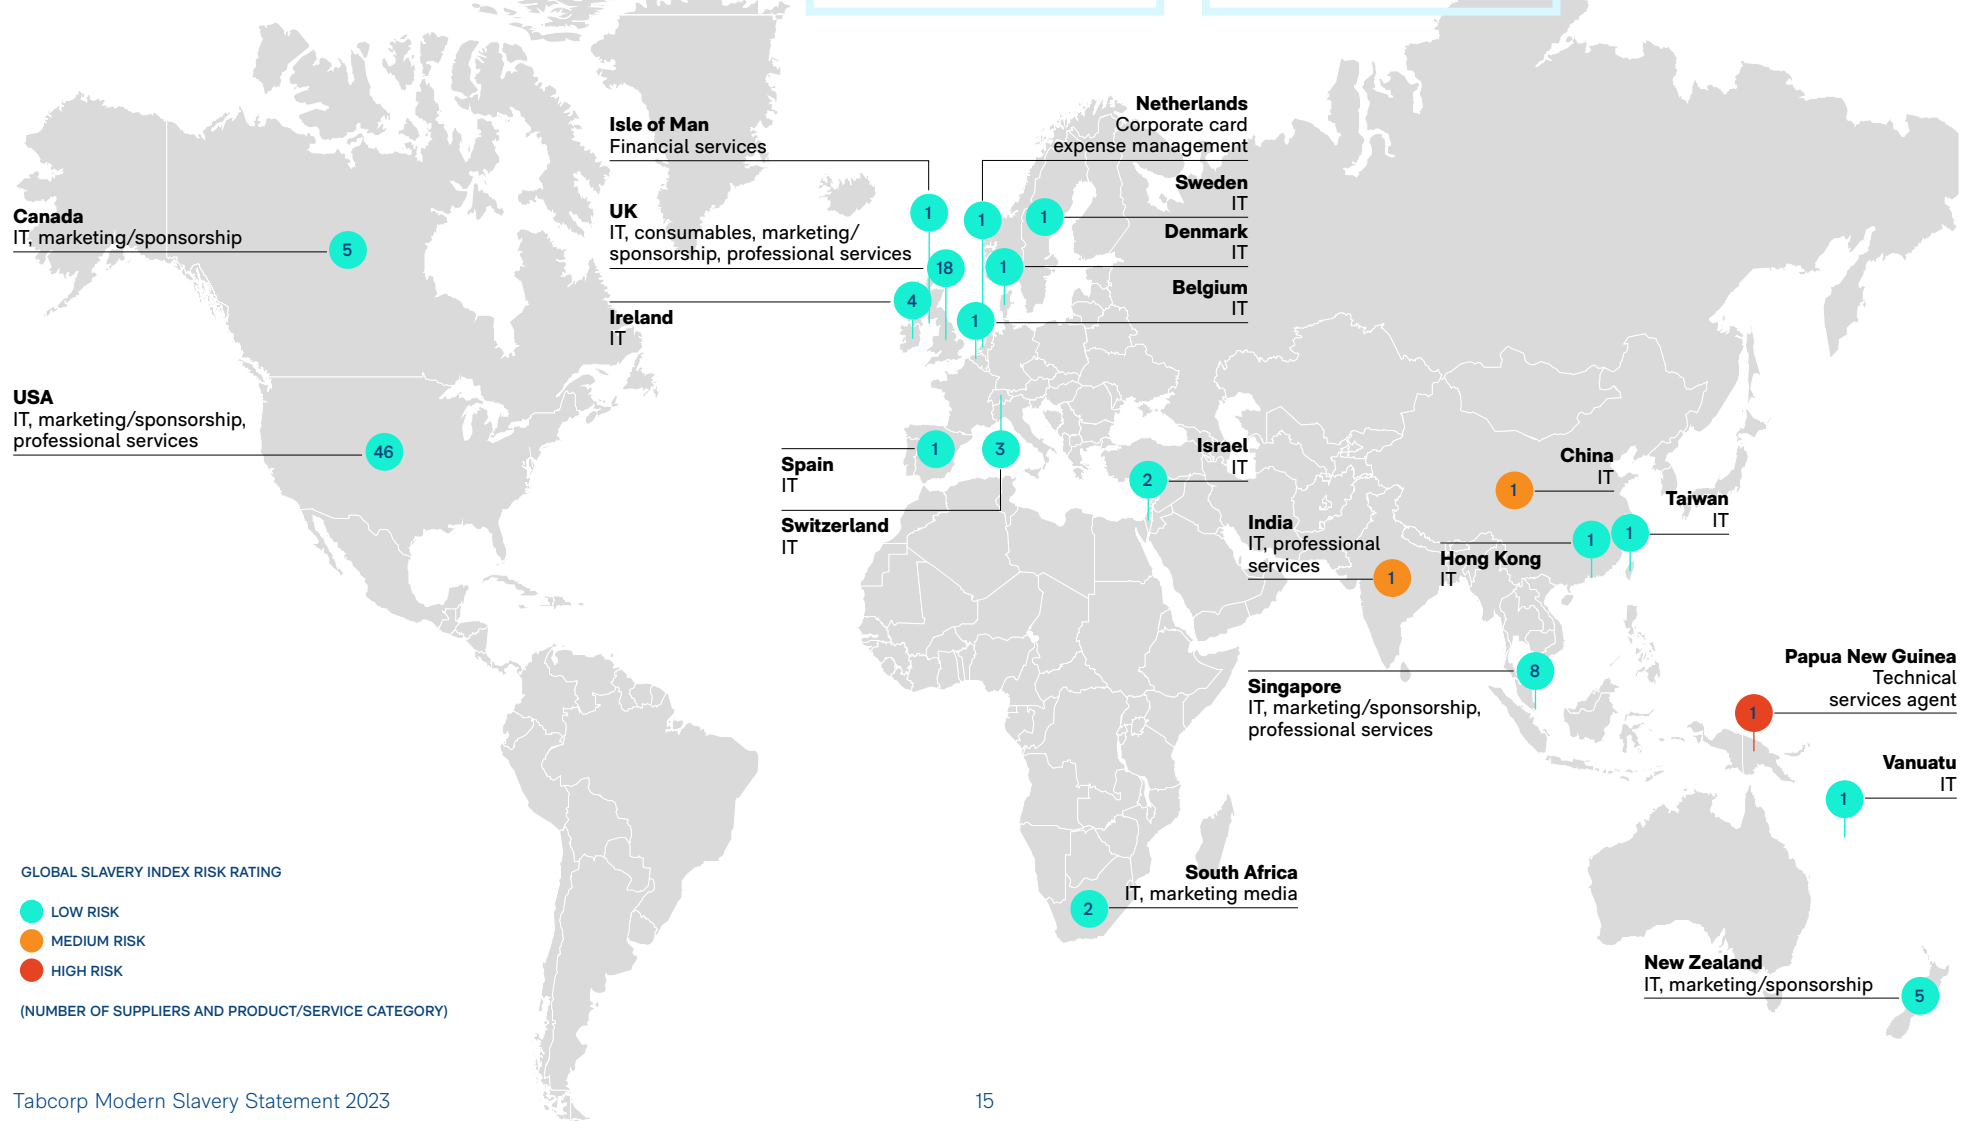 Isle of Man
Financial services
1
Netherlands
Corporate card
expense management
1
Sweden
IT
1
UK
IT, consumables, marketing/
sponsorship, professional services
18
Denmark
IT
1
Canada
IT, marketing/sponsorship
5
Ireland
IT
4
Belgium
IT
1
USA
IT, marketing/sponsorship,
professional services
46
Spain
IT
1
Switzerland
IT
3
Israel
IT
2
China
IT
1
Taiwan
IT
1
India
IT, professional
services
1
Hong Kong
IT
1
Singapore
IT, marketing/sponsorship,
professional services
8
Papua New Guinea
Technical
services agent
1
Vanuatu
IT
1
South Africa
IT, marketing media
2
New Zealand
IT, marketing/sponsorship
5
GLOBAL SLAVERY INDEX RISK RATING
LOW RISK
MEDIUM RISK
HIGH RISK
(NUMBER OF SUPPLIERS AND PRODUCT/SERVICE CATEGORY)
Tabcorp Modern Slavery Statement 2023
15